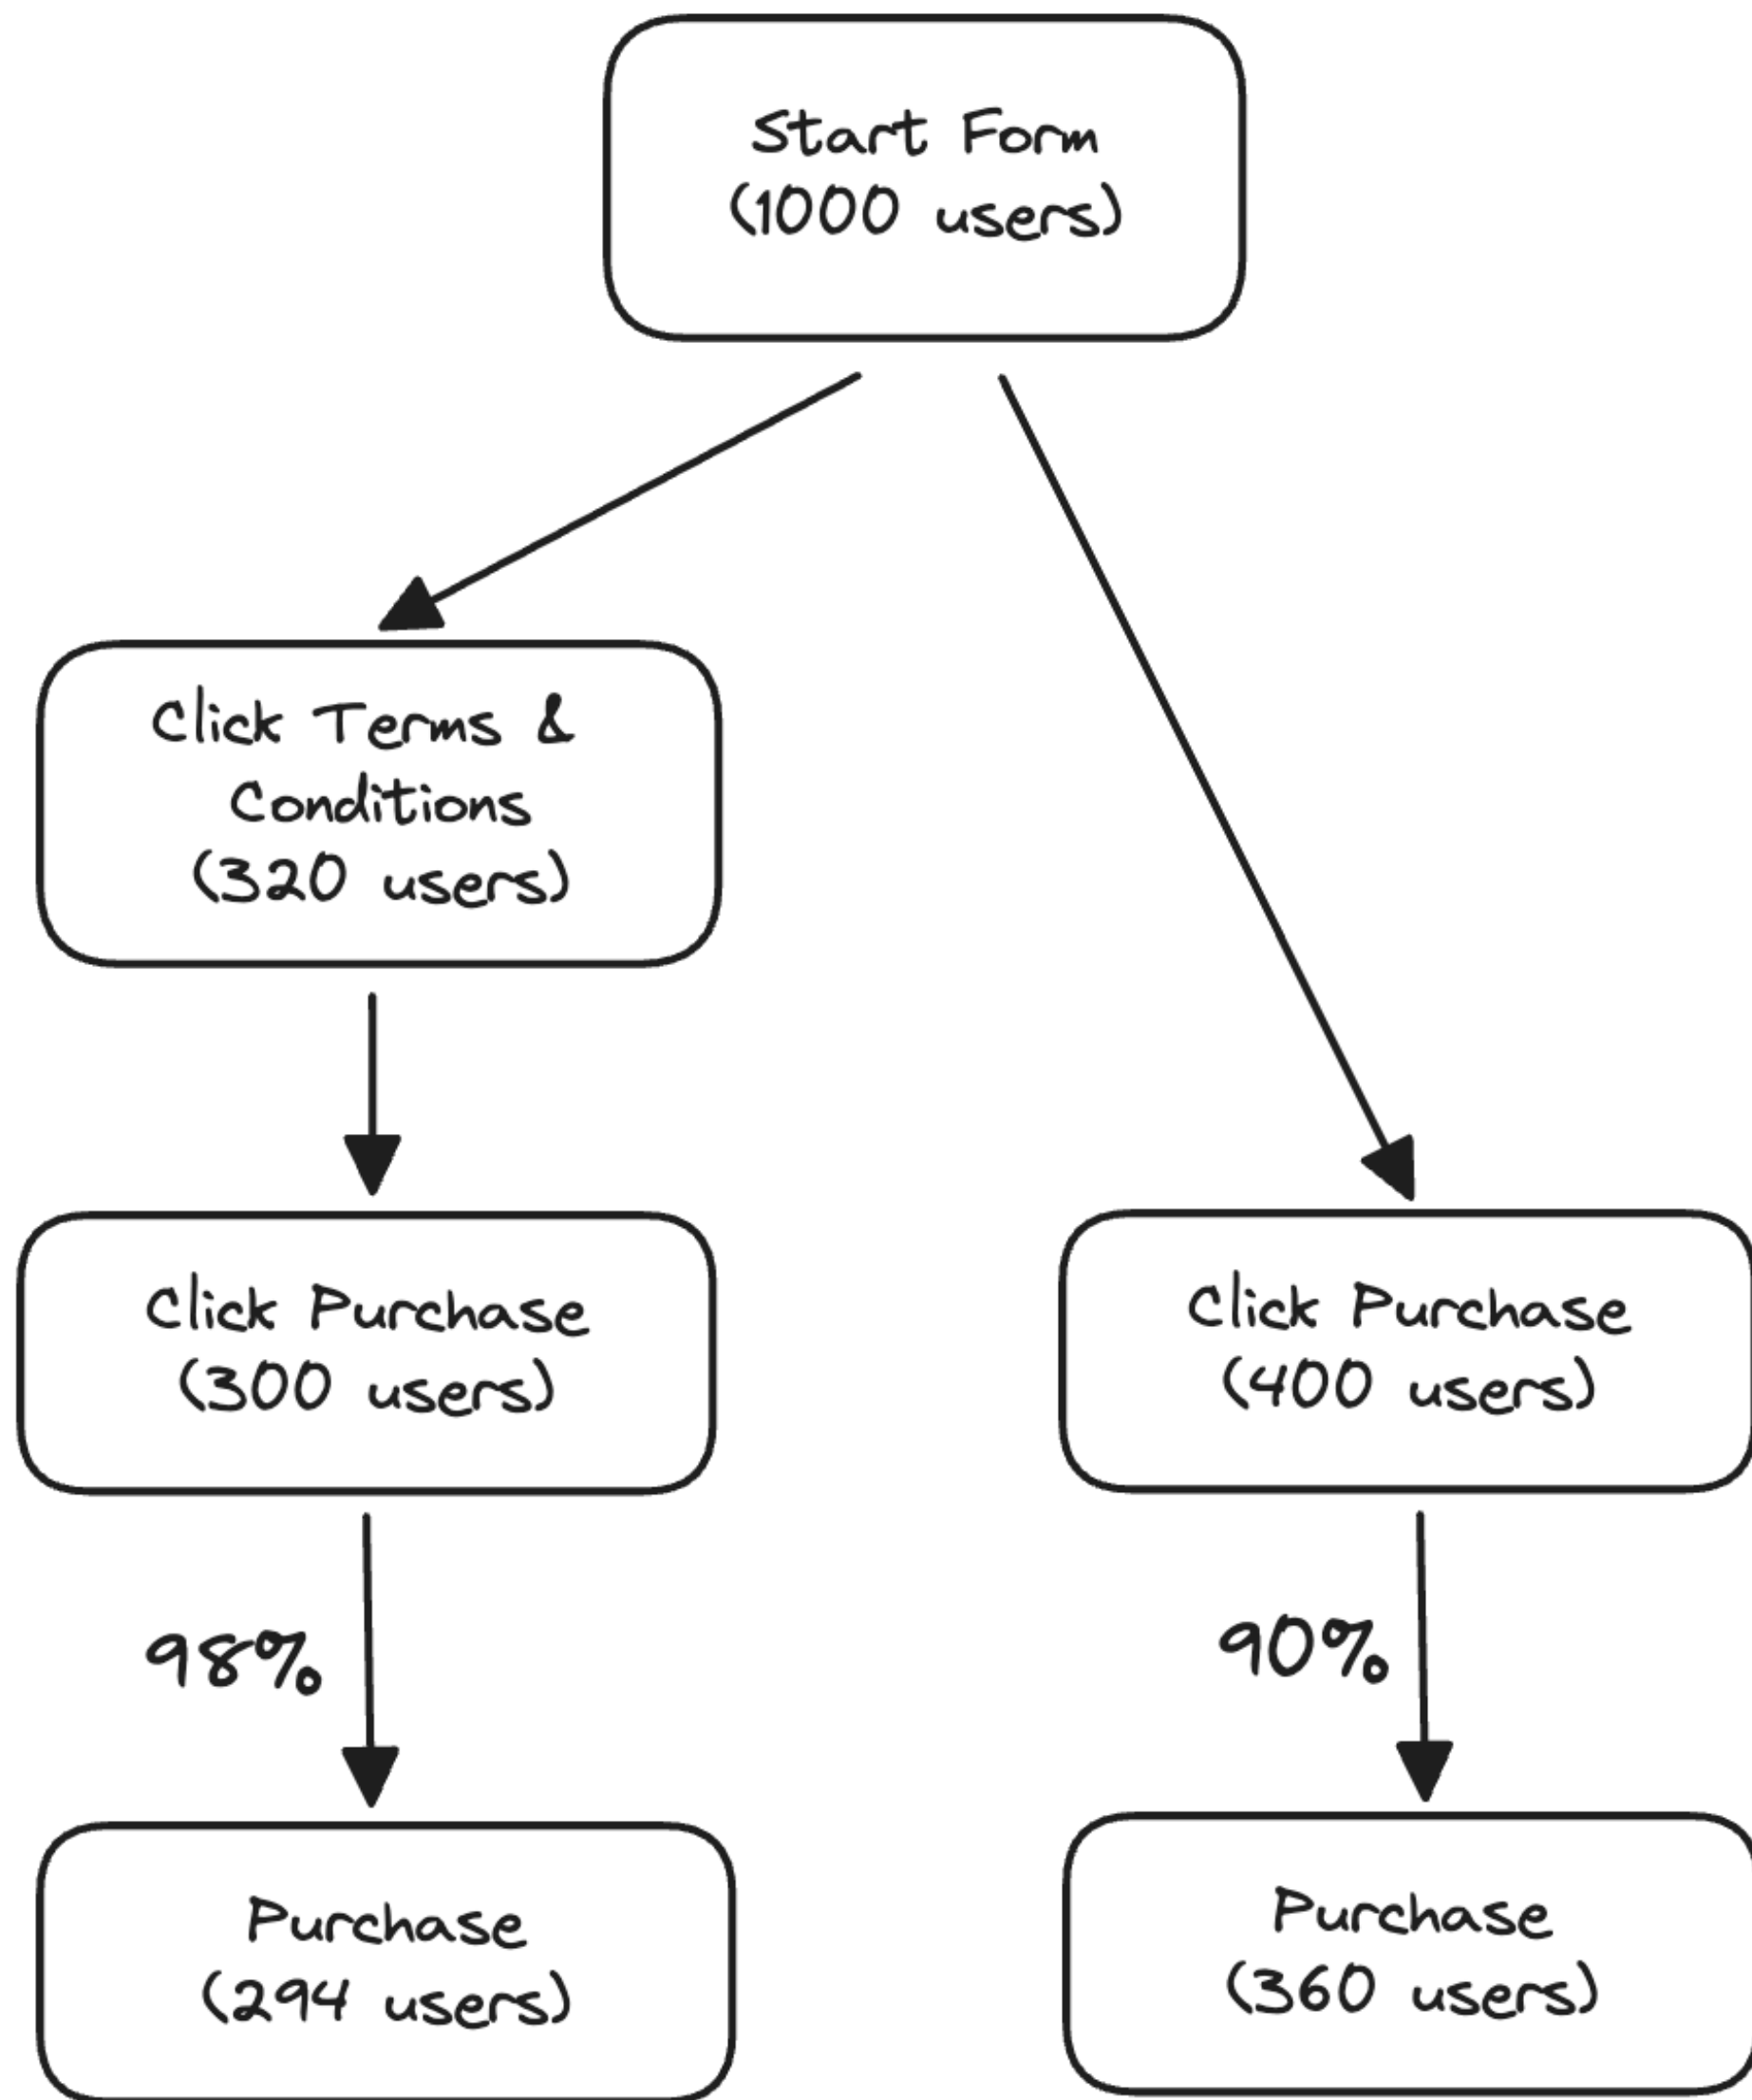 Start Form
(1000 users)
Click Terms &
Conditions
(320 users)
Click Purchase
(300 users)
Click Purchase
(400 users)
98%
90%
Purchase
(294 users)
Purchase
(360 users)